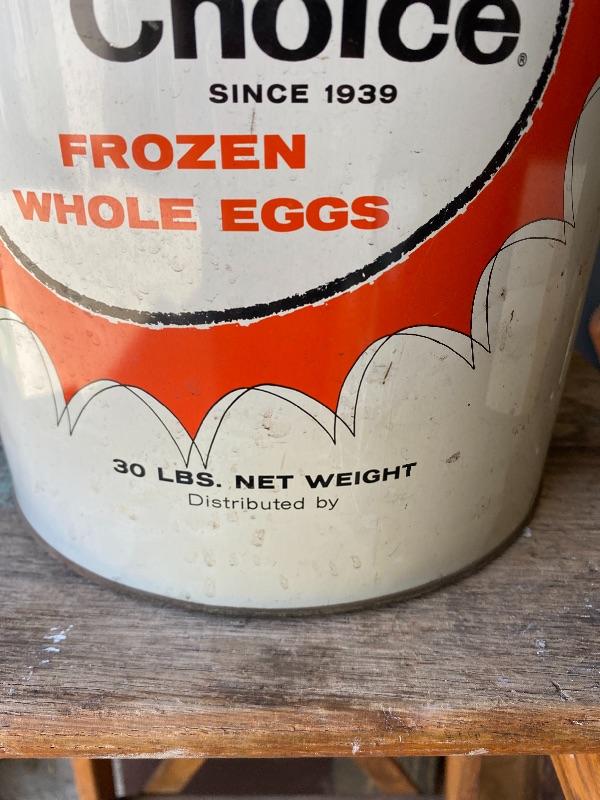 Choice®
SINCE 1939
FROZEN
WHOLE EGGS
30 LBS. NET WEIGHT
Distributed by